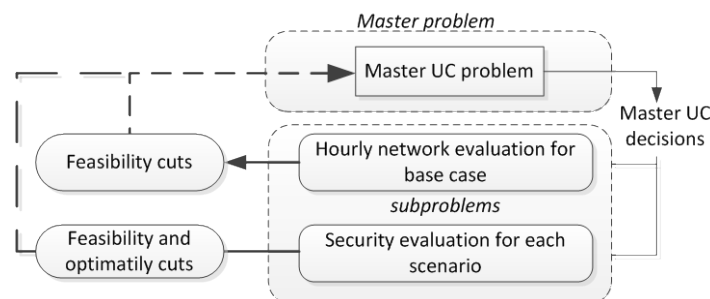 Master problem
Master UC problem
Master UC
decisions
Feasibility cuts
Hourly network evaluation for
base case
subproblems
Feasibility and
optimatily cuts
Security evaluation for each
scenario